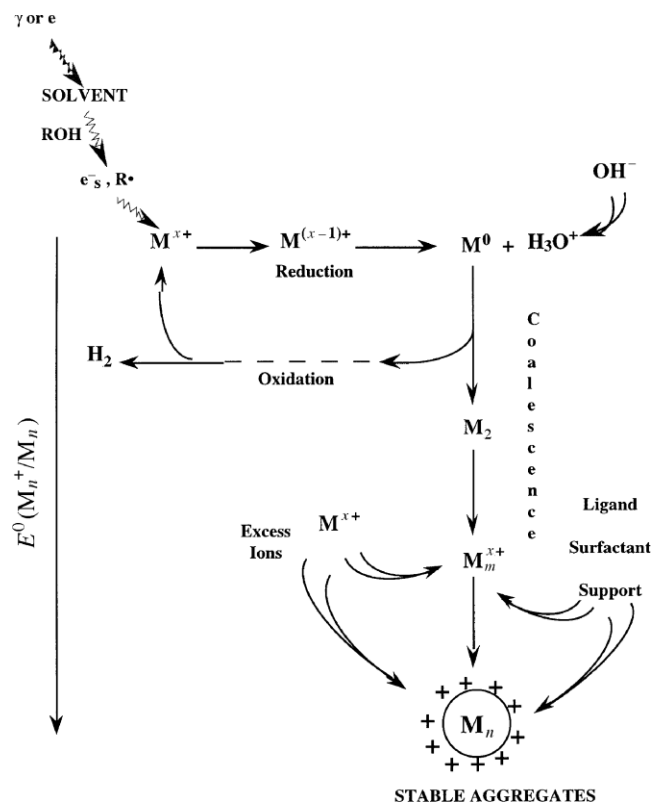 γ or e
SOLVENT
ROH
e⁻s , R•
OH⁻
Mˣ⁺
M⁽ˣ⁻¹⁾⁺
M⁰ + H₃O⁺
Reduction
Coalescence
H₂
Oxidation
M₂
E⁰(Mₙ⁺/Mₙ)
Excess
Ions
Mˣ⁺
Mₘˣ⁺
Ligand
Surfactant
Support
+ + + + + + + + + + + +
Mₙ
STABLE AGGREGATES